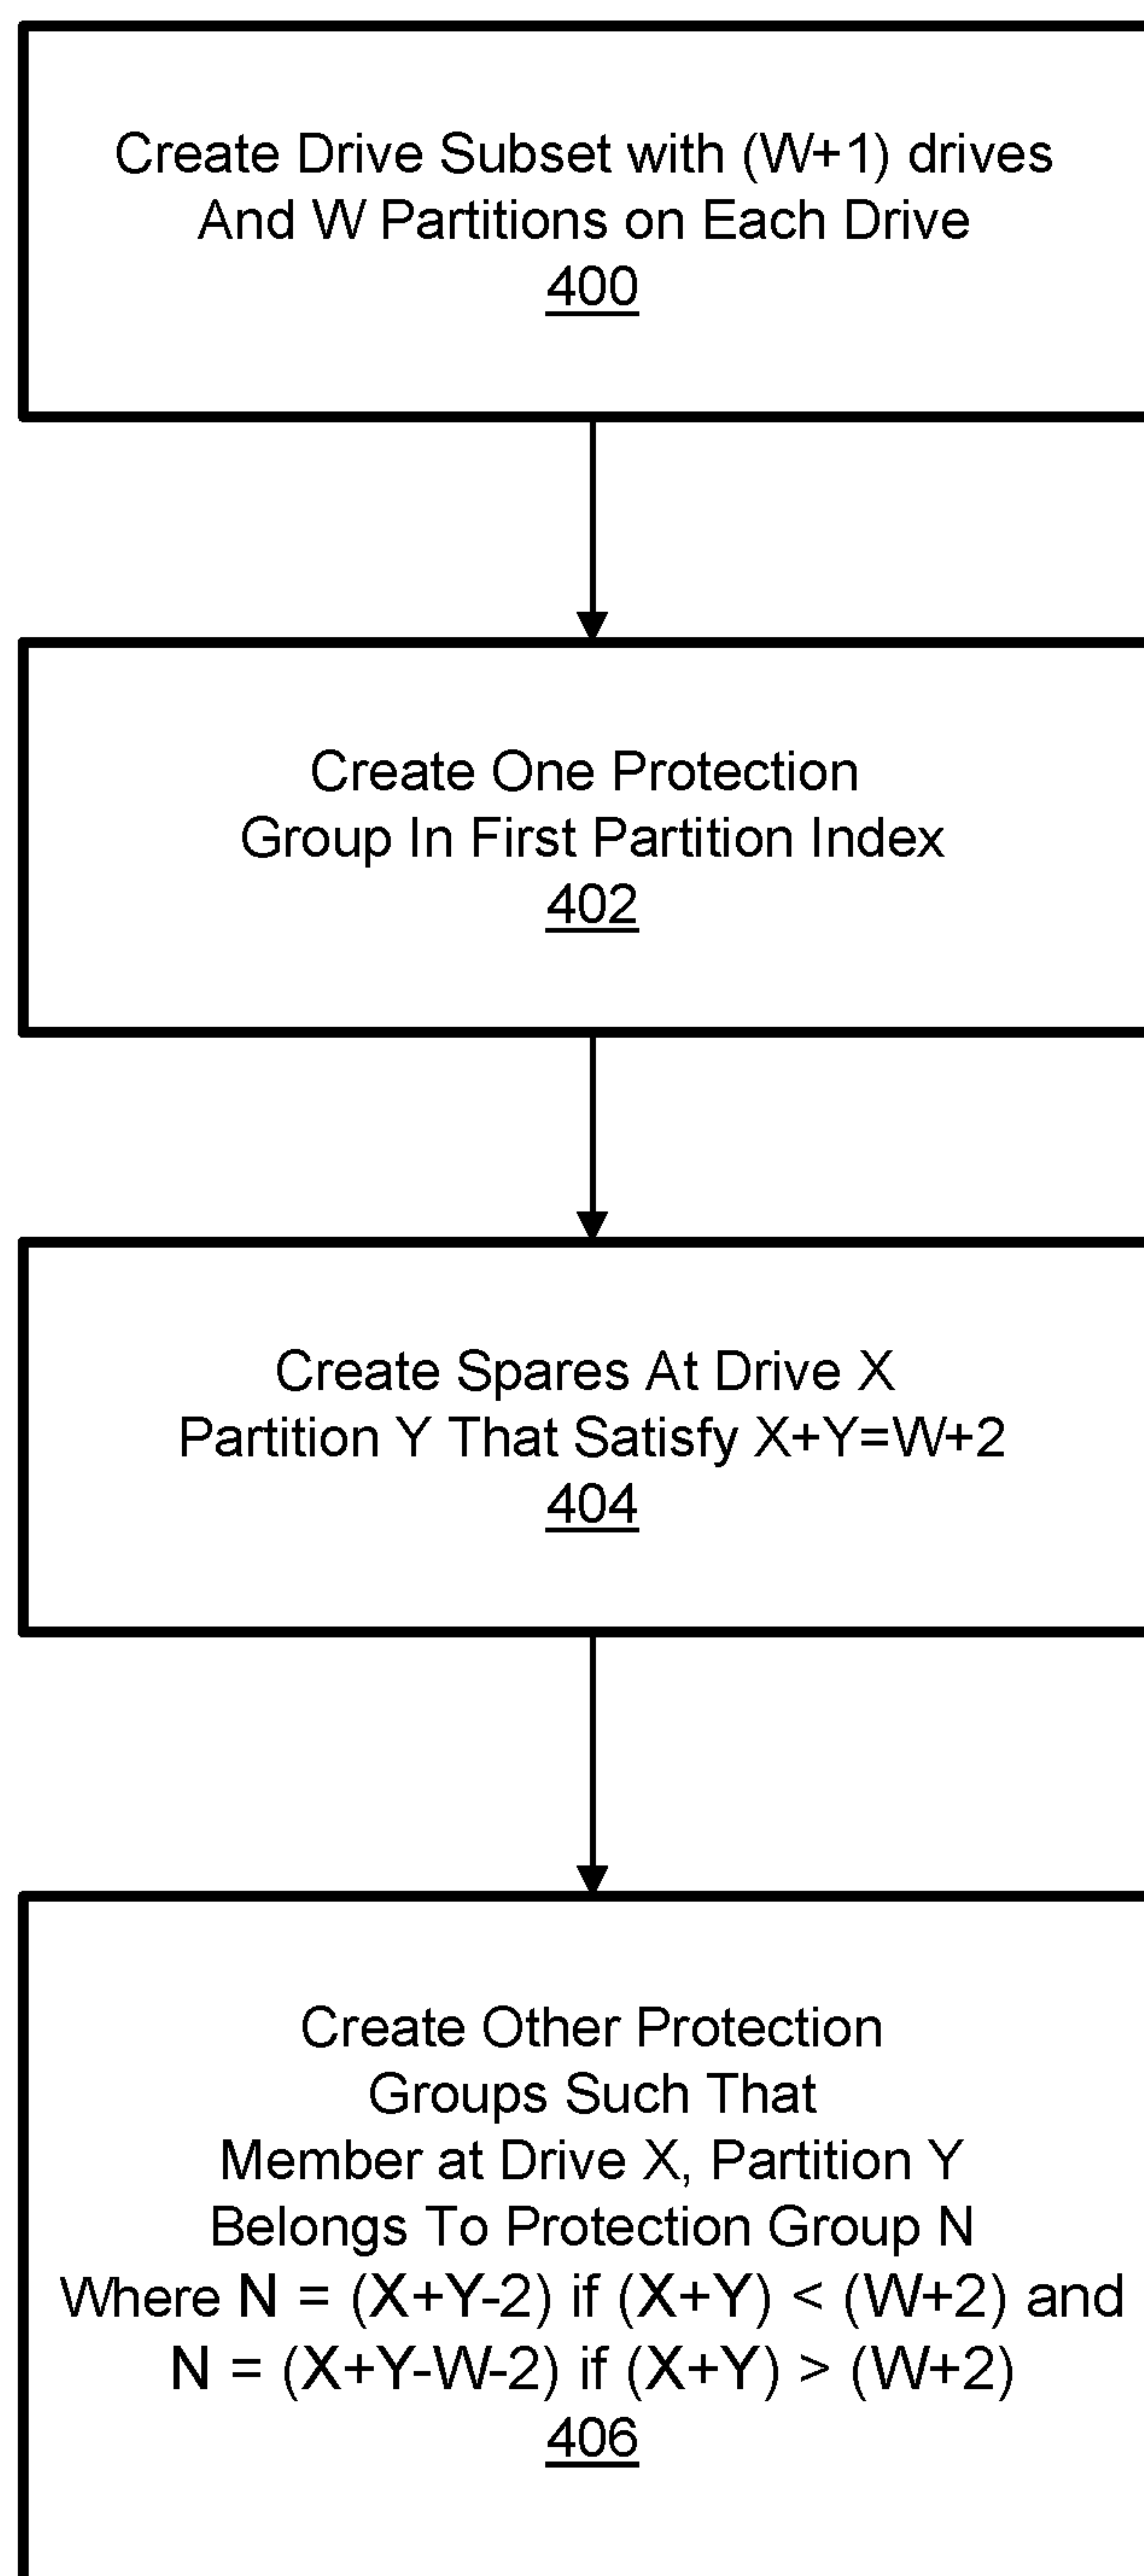 Create Drive Subset with (W+1) drives
And W Partitions on Each Drive
400
Create One Protection
Group In First Partition Index
402
Create Spares At Drive X
Partition Y That Satisfy X+Y=W+2
404
Create Other Protection
Groups Such That
Member at Drive X, Partition Y
Belongs To Protection Group N
Where N = (X+Y-2) if (X+Y) < (W+2) and
N = (X+Y-W-2) if (X+Y) > (W+2)
406